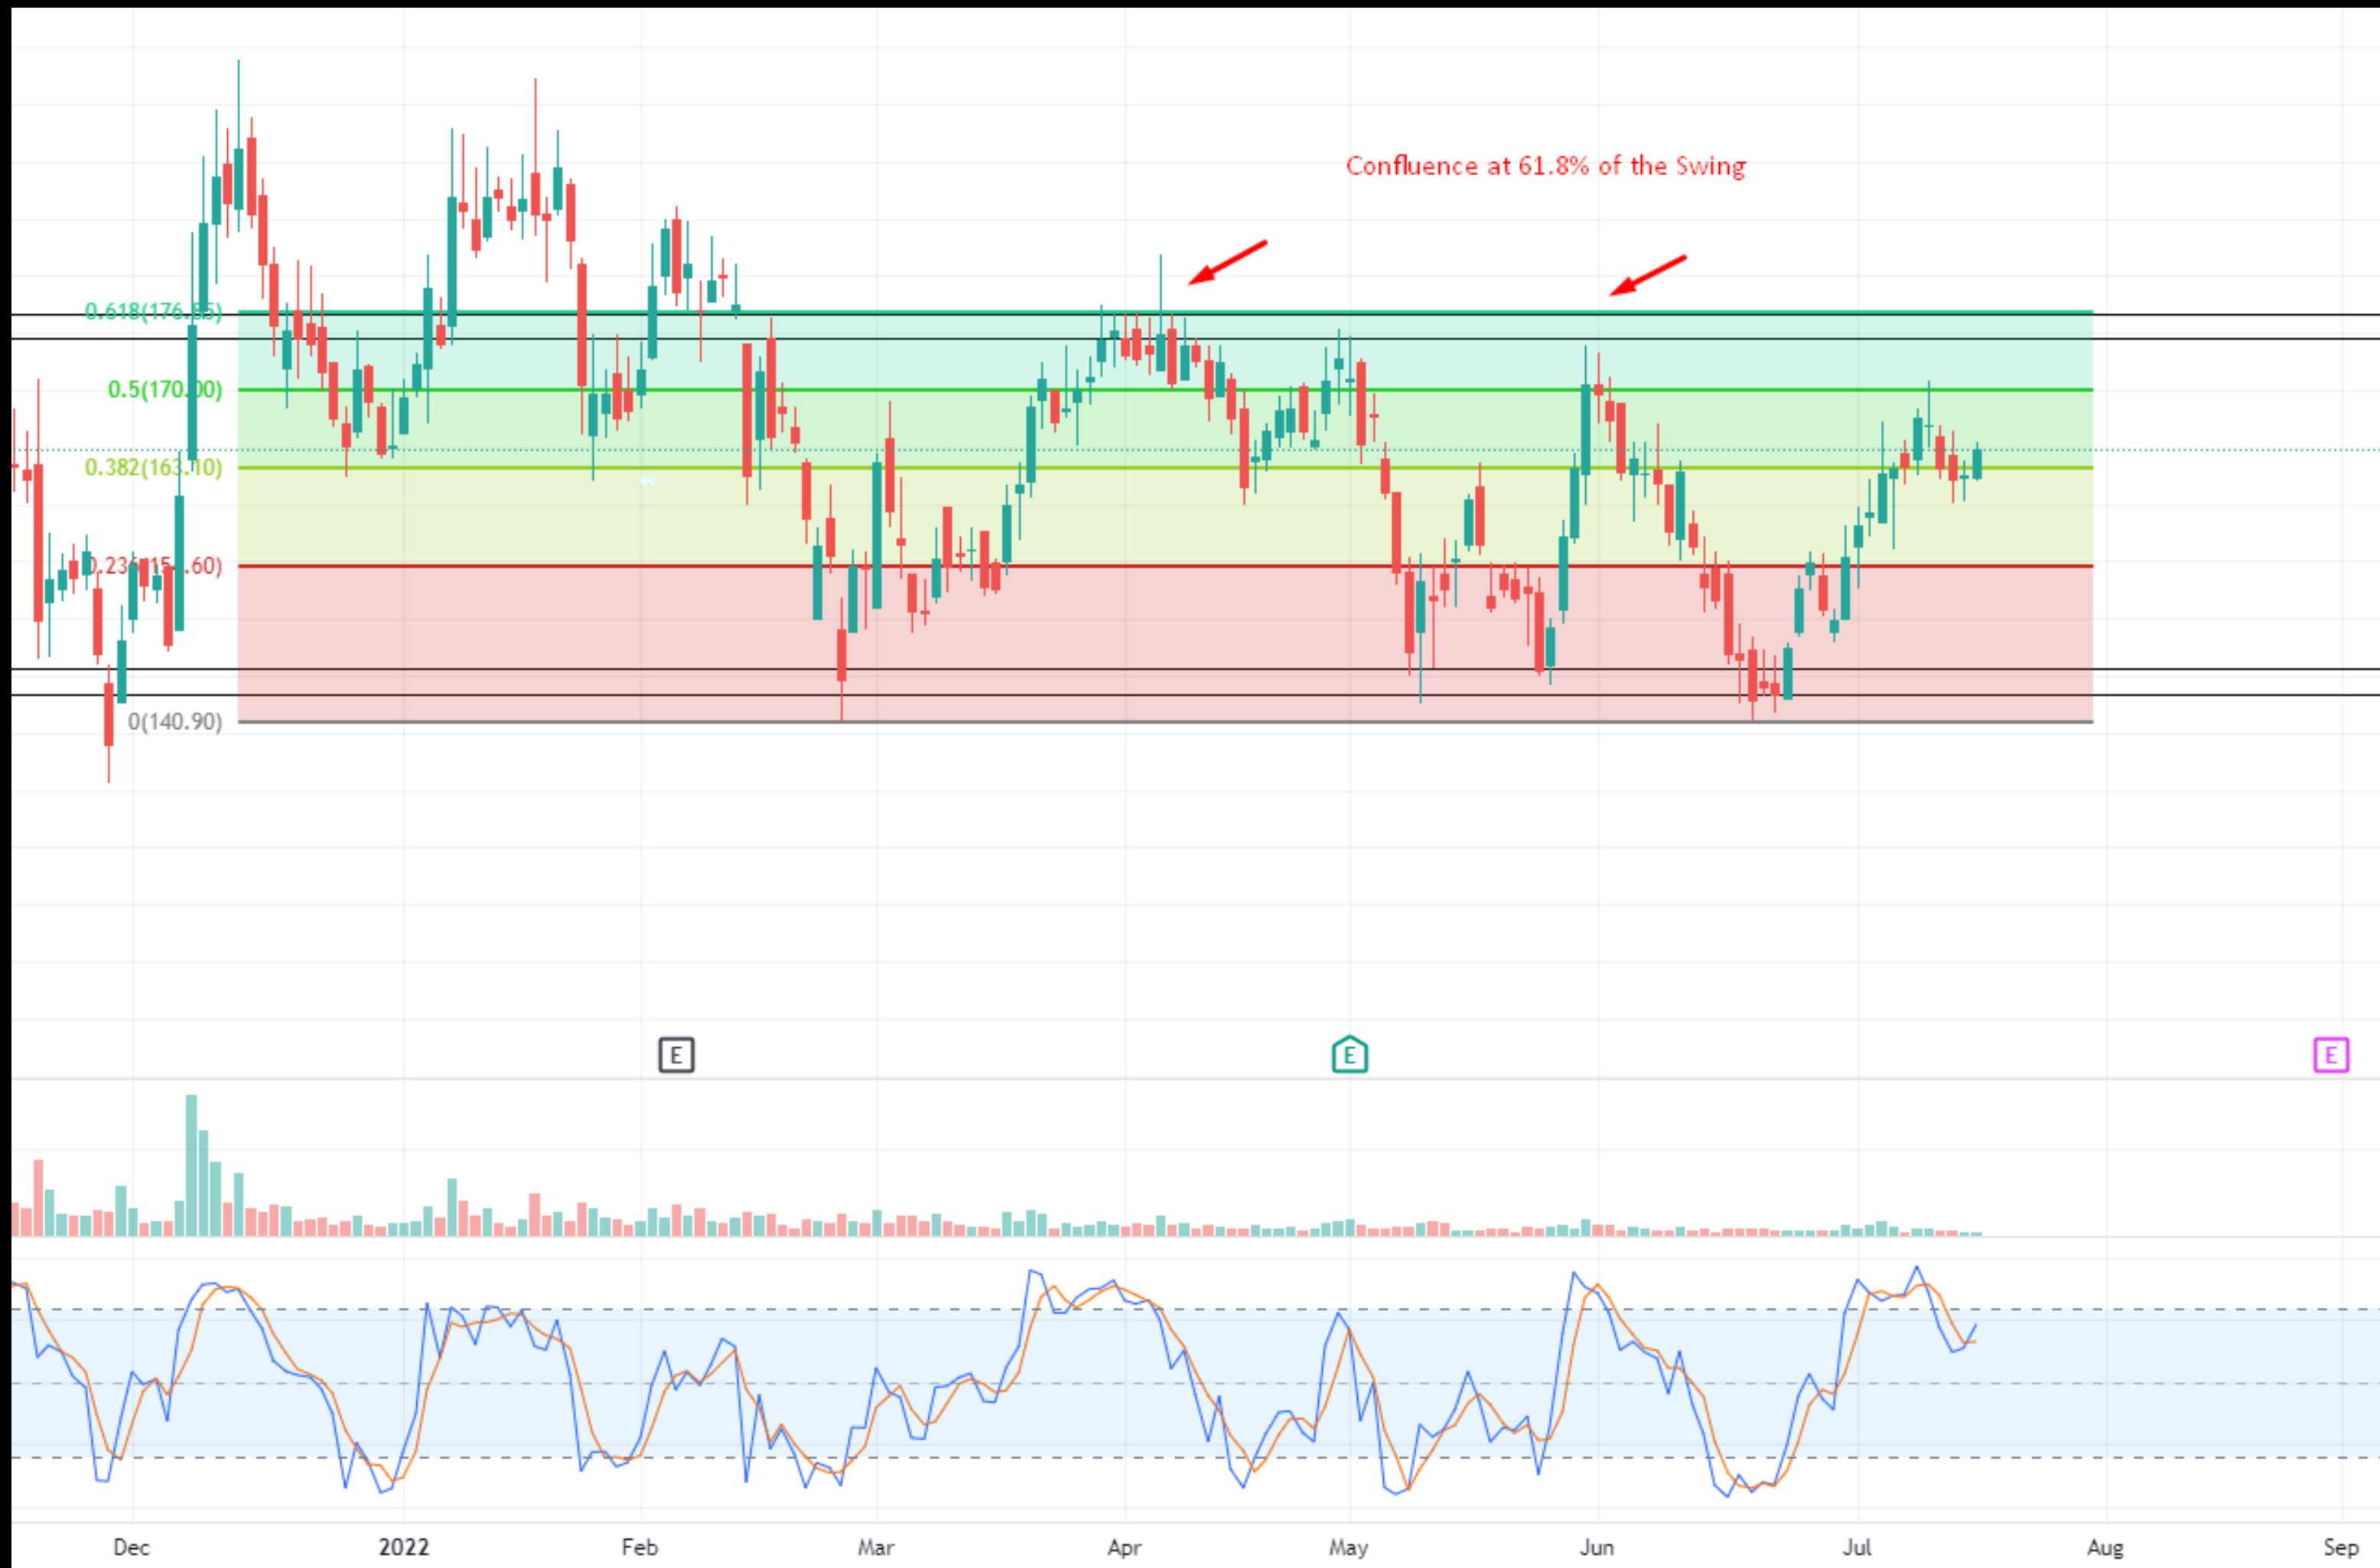 Confluence at 61.8% of the Swing
0.5(170.00)
0.382(163.10)
0(140.90)
E E E
Dec 2022 Feb Mar Apr May Jun Jul Aug Sep